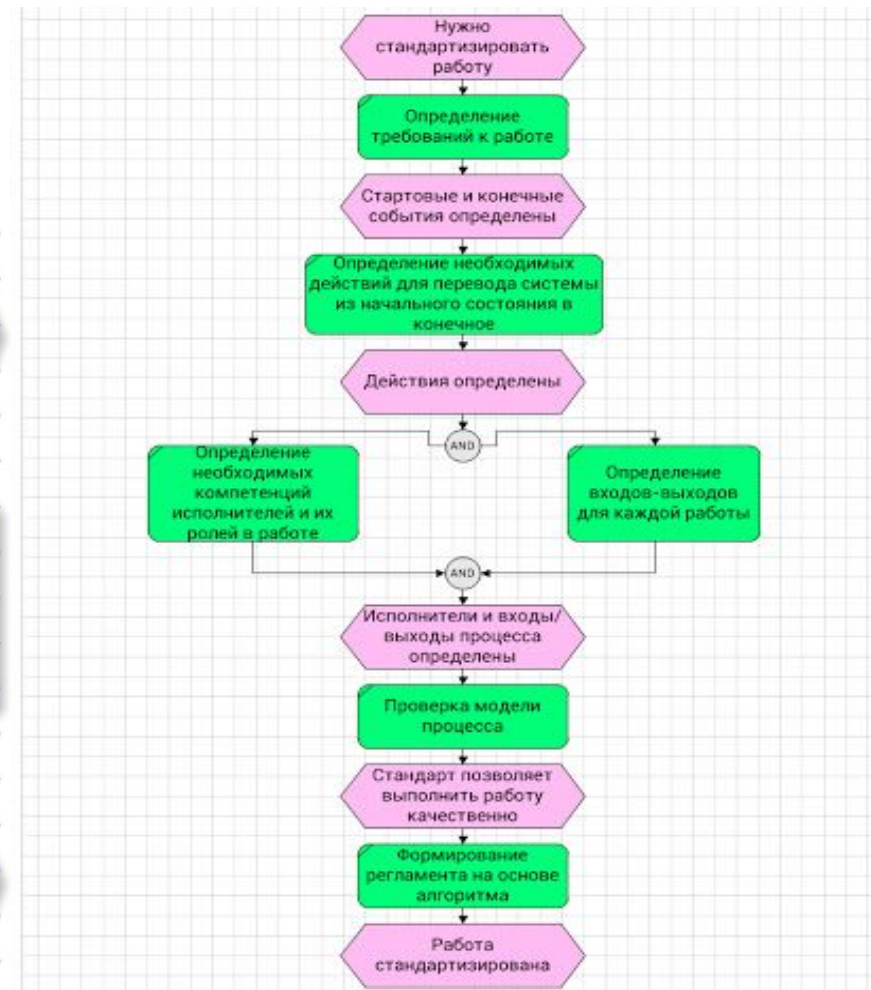 Нужно
стандартизировать
работу
Определение
требований к работе
Стартовые и конечные
события определены
Определение необходимых
действий для перевода системы
из начального состояния в
конечное
Действия определены
AND
Определение
необходимых
компетенций
исполнителей и их
ролей в работе
Определение
входов-выходов
для каждой работы
AND
Исполнители и входы/
выходы процесса
определены
Проверка модели
процесса
Стандарт позволяет
выполнить работу
качественно
Формирование
регламента на основе
алгоритма
Работа
стандартизирована